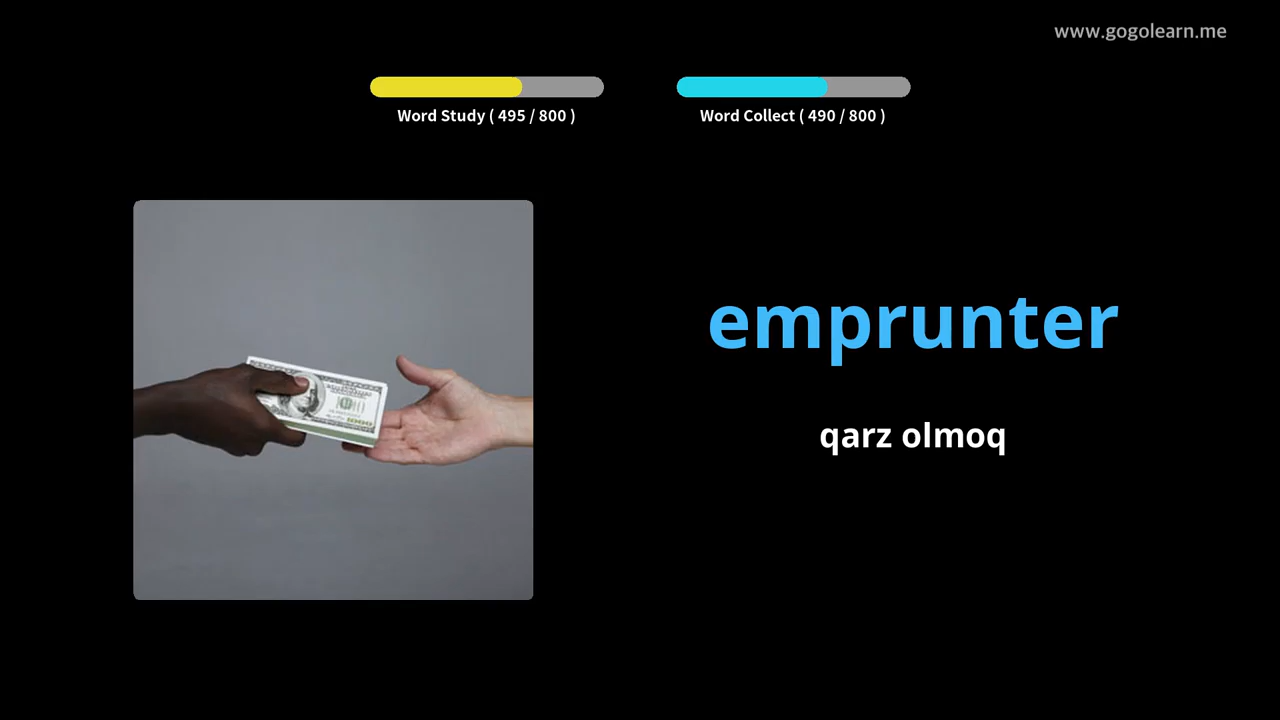 www.gogolearn.me
Word Study ( 495 / 800 )
Word Collect ( 490 / 800 )
emprunter
qarz olmoq